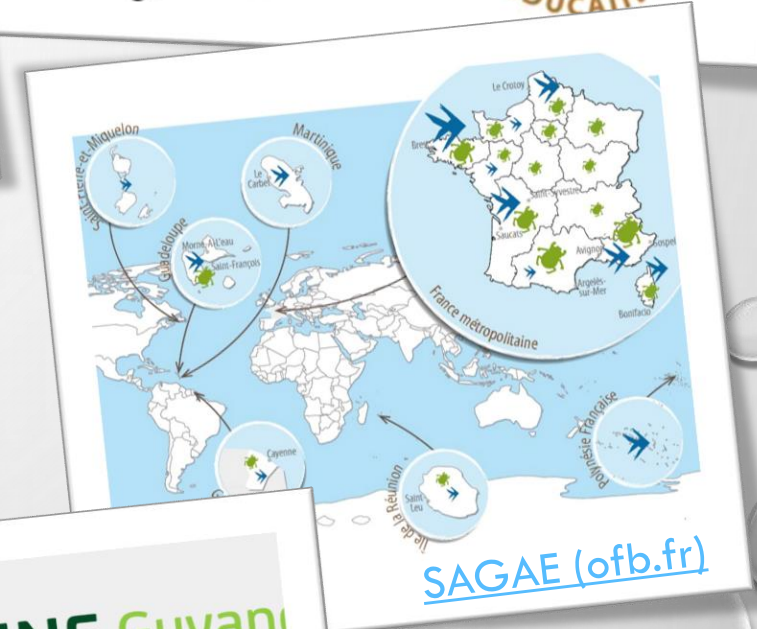 Saint-Pierre-et-Miquelon
Martinique
Le
Carbet
Guadeloupe
Morne-À-L'eau
Saint-François
Le Crotoy
Saint-Sylvestre
Saucats
Avignon
Sospel
Argelès-
sur-Mer
Bonifacio
France métropolitaine
Cayenne
Île de la Réunion
Saint
Leu
Polynésie Française
SAGAE (ofb.fr)